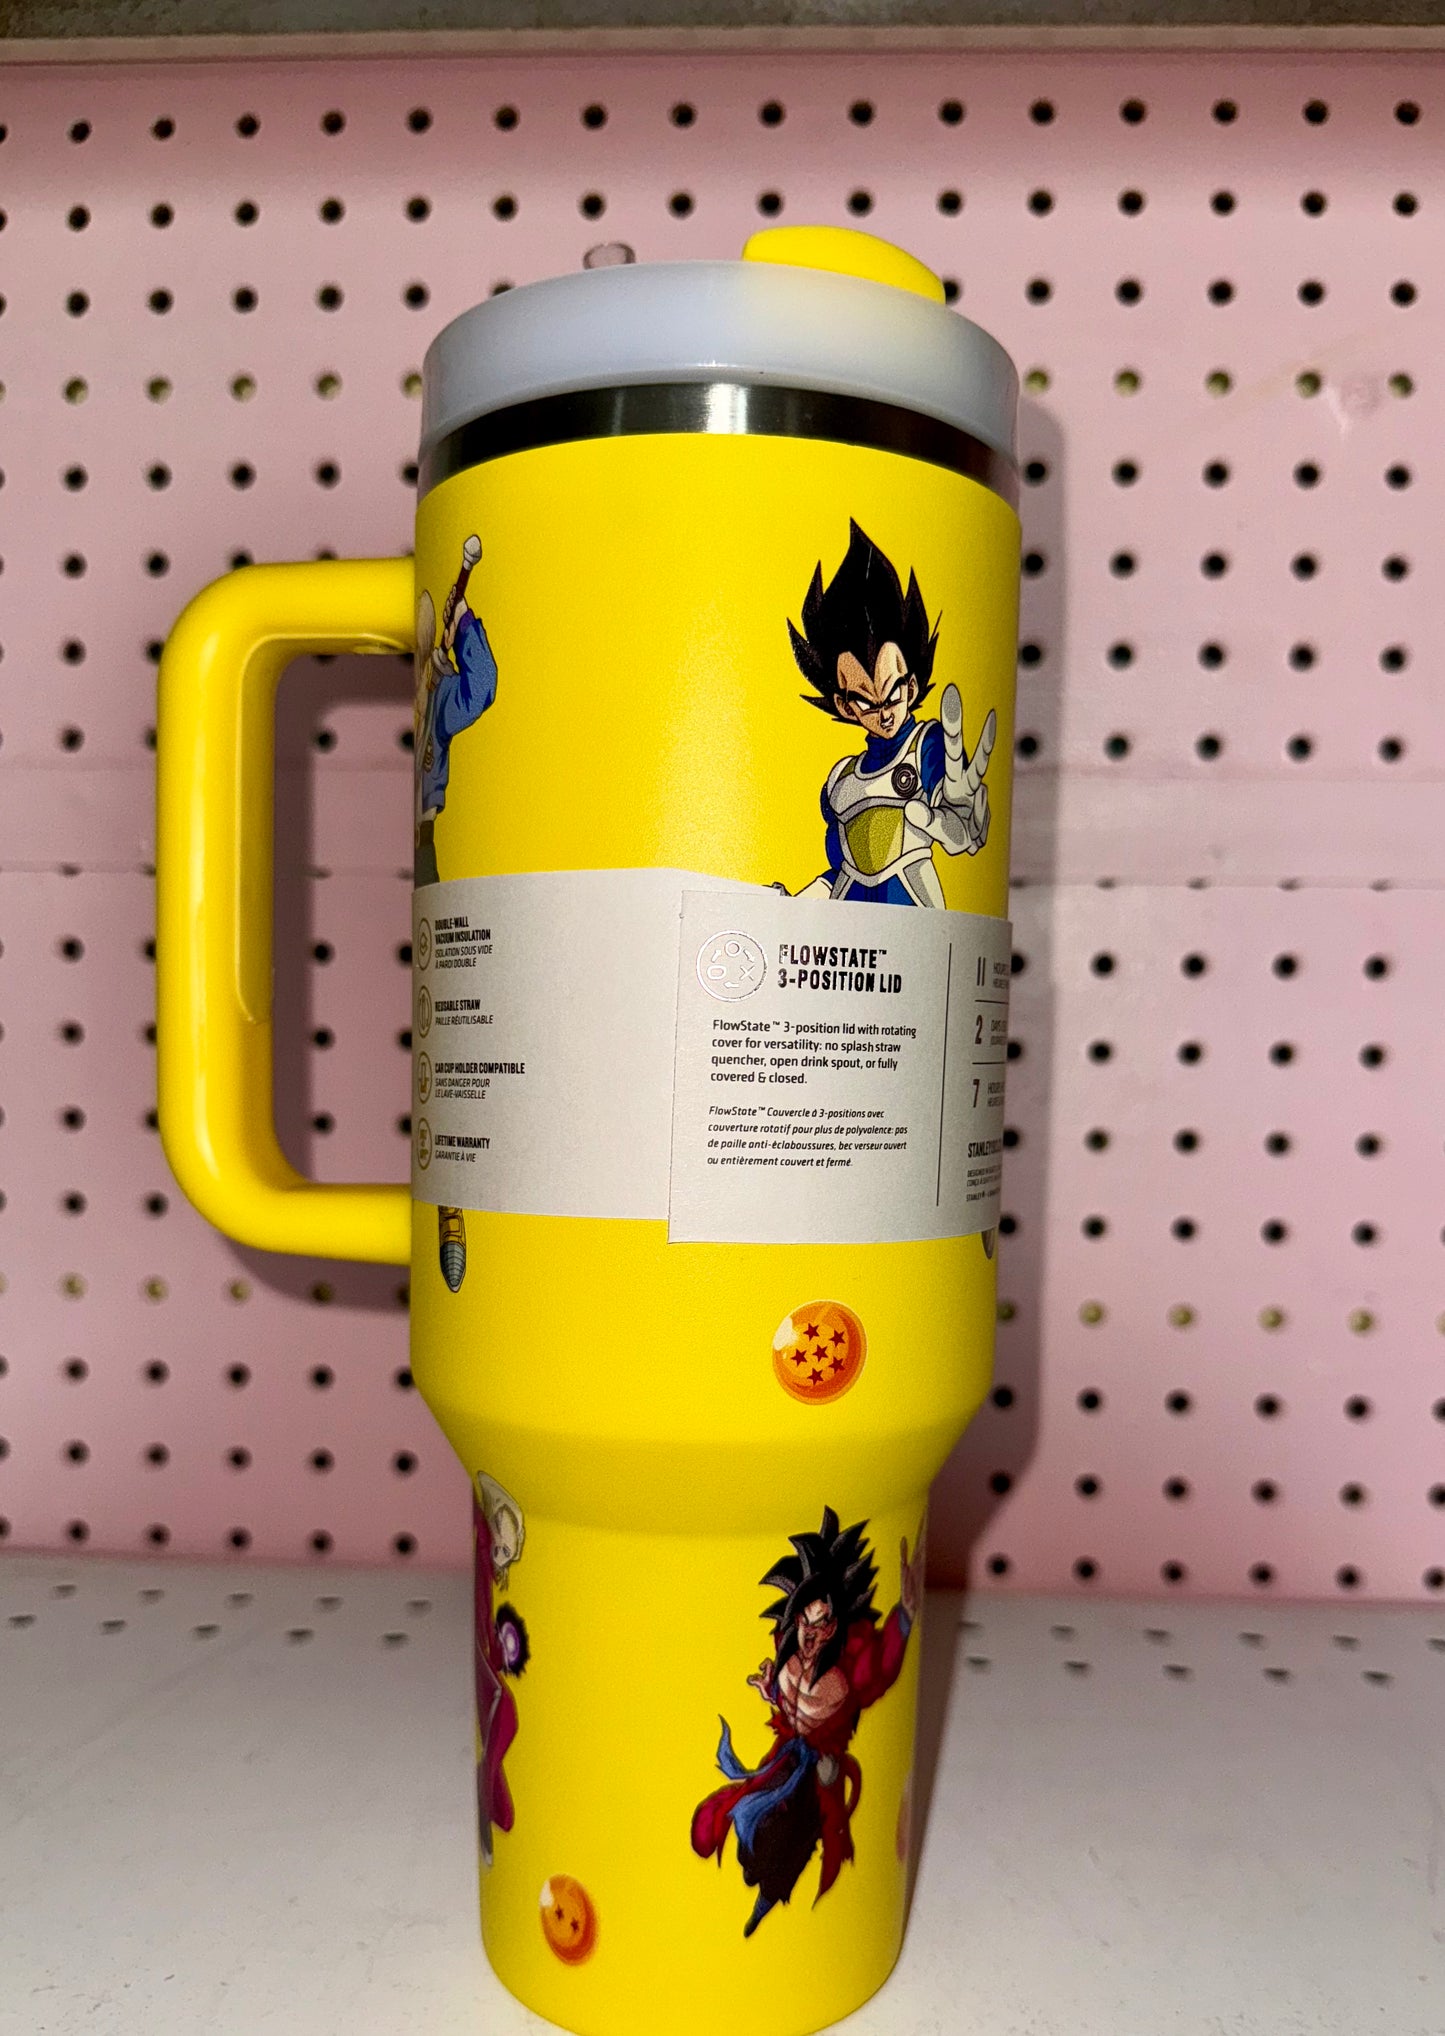 DOUBLE-WALL
VACUUM INSULATION
ISOLATION SOUS VIDE
À PAROI DOUBLE
REUSABLE STRAW
PAILLE RÉUTILISABLE
CAR CUP HOLDER COMPATIBLE
SANS DANGER POUR
LE LAVE-VAISSELLE
LIFETIME WARRANTY
GARANTIE À VIE
FLOWSTATE™
3-POSITION LID
FlowState™ 3-position lid with rotating
cover for versatility: no splash straw
quencher, open drink spout, or fully
covered & closed.
FlowState™ Couvercle à 3-positions avec
couverture rotatif pour plus de polyvalence: pas
de paille anti-éclaboussures, bec verseur ouvert
ou entièrement couvert et fermé.
11
2
7